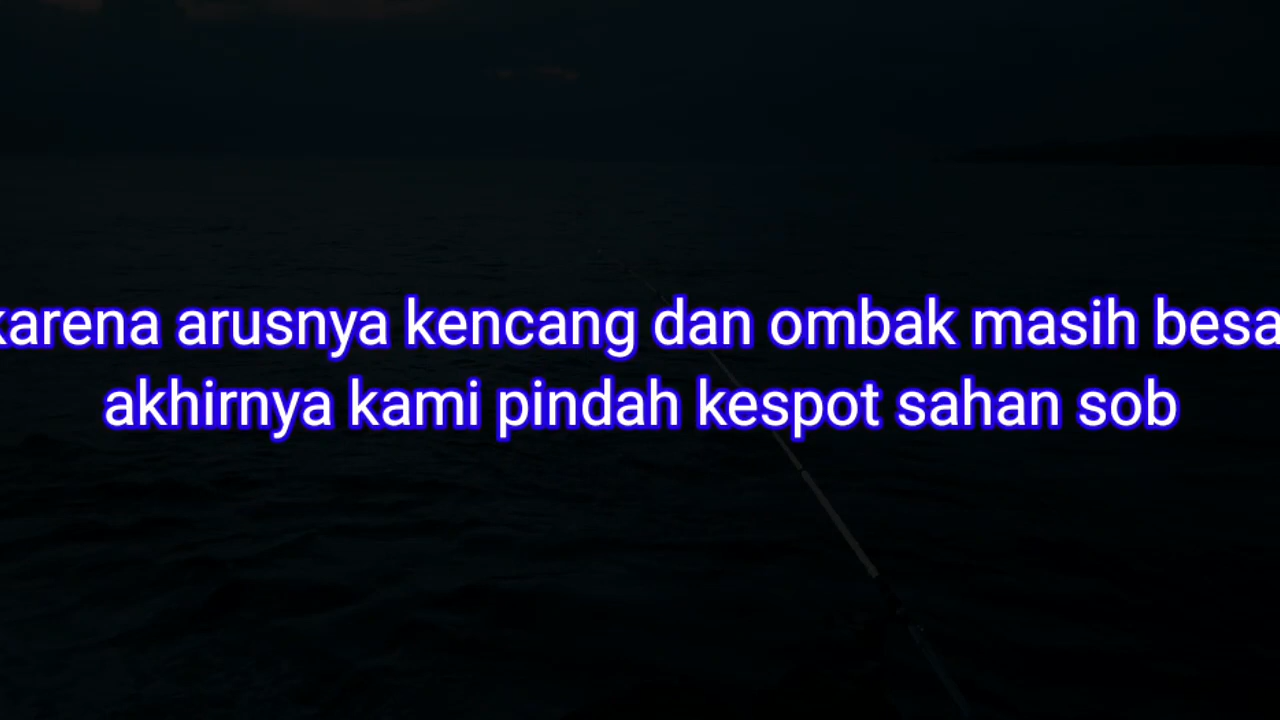 karena arusnya kencang dan ombak masih besa
akhirnya kami pindah kespot sahan sob